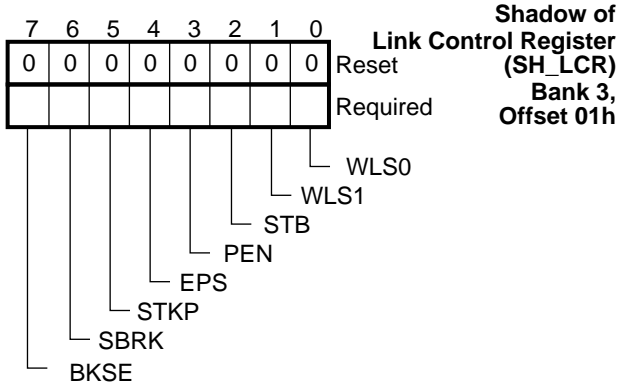 Shadow of
Link Control Register
(SH_LCR)
Bank 3,
Offset 01h
7 6 5 4 3 2 1 0
0 0 0 0 0 0 0 0 Reset
Required
WLS0
WLS1
STB
PEN
EPS
STKP
SBRK
BKSE